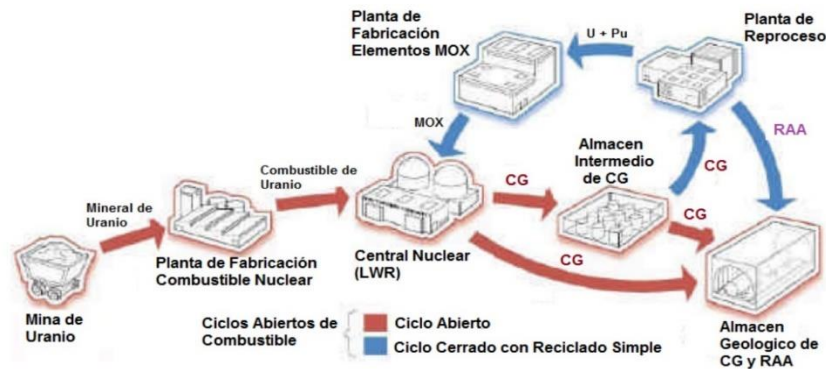 Planta de
Fabricación
Elementos MOX
U + Pu
Planta de
Reproceso
MOX
RAA
Almacen
Intermedio
de CG
CG
Combustible de
Uranio
CG
CG
Mineral de
Uranio
Planta de Fabricación
Combustible Nuclear
Central Nuclear
(LWR)
CG
Mina de
Uranio
Ciclos Abiertos de
Combustible
Ciclo Abierto
Ciclo Cerrado con Reciclado Simple
Almacen
Geologico de
CG y RAA